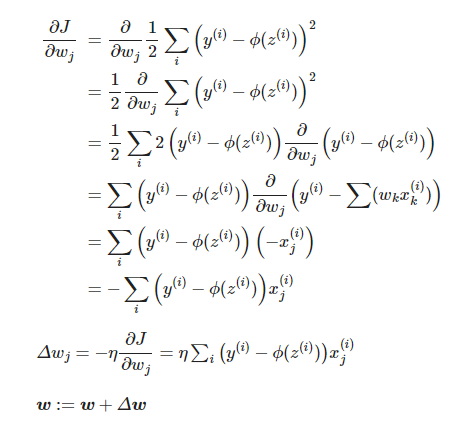 ∂J/∂w_j = ∂/∂w_j 1/2 ∑_i (y^(i) − ϕ(z^(i)))^2
= 1/2 ∂/∂w_j ∑_i (y^(i) − ϕ(z^(i)))^2
= 1/2 ∑_i 2 (y^(i) − ϕ(z^(i))) ∂/∂w_j (y^(i) − ϕ(z^(i)))
= ∑_i (y^(i) − ϕ(z^(i))) ∂/∂w_j (y^(i) − ∑(w_k x_k^(i)))
= ∑_i (y^(i) − ϕ(z^(i))) (−x_j^(i))
= − ∑_i (y^(i) − ϕ(z^(i))) x_j^(i)
Δw_j = −η ∂J/∂w_j = η ∑_i (y^(i) − ϕ(z^(i))) x_j^(i)
w := w + Δw